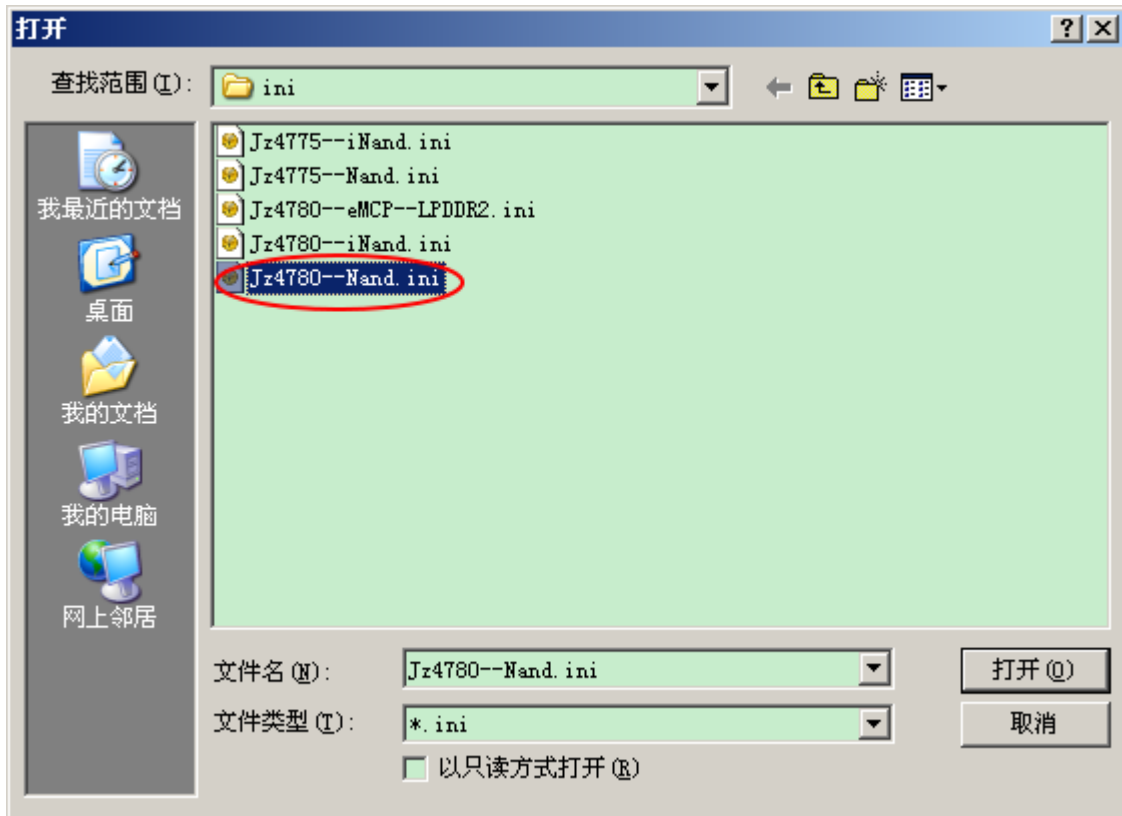 打开
查找范围(I):
ini
Jz4775--iNand.ini
Jz4775--Nand.ini
Jz4780--eMCP--LPDDR2.ini
Jz4780--iNand.ini
Jz4780--Nand.ini
我最近的文档
桌面
我的文档
我的电脑
网上邻居
文件名(N):
Jz4780--Nand.ini
打开(O)
文件类型(T):
*.ini
取消
以只读方式打开(R)